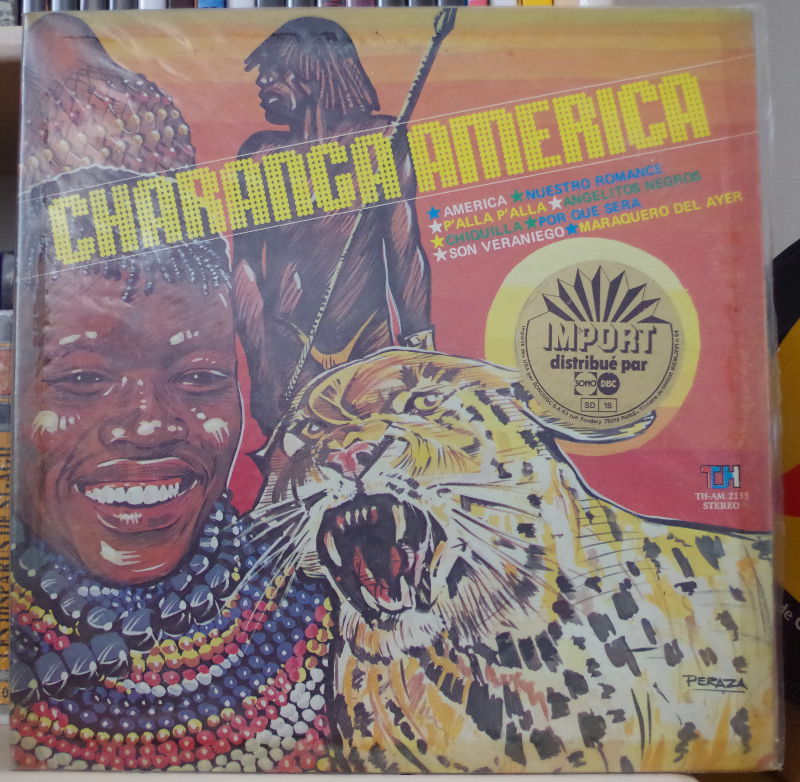 CHARANGA AMERICA
★AMERICA ★NUESTRO ROMANCE
★P'ALLA P'ALLA ★ANGELITOS NEGROS
★CHIQUILLA ★POR QUE SERA
★SON VERANIEGO ★MARAQUERO DEL AYER
IMPORT
distribué par
SONO DISC
SD 18
TH
TH-AM 2135
STEREO
PERAZA